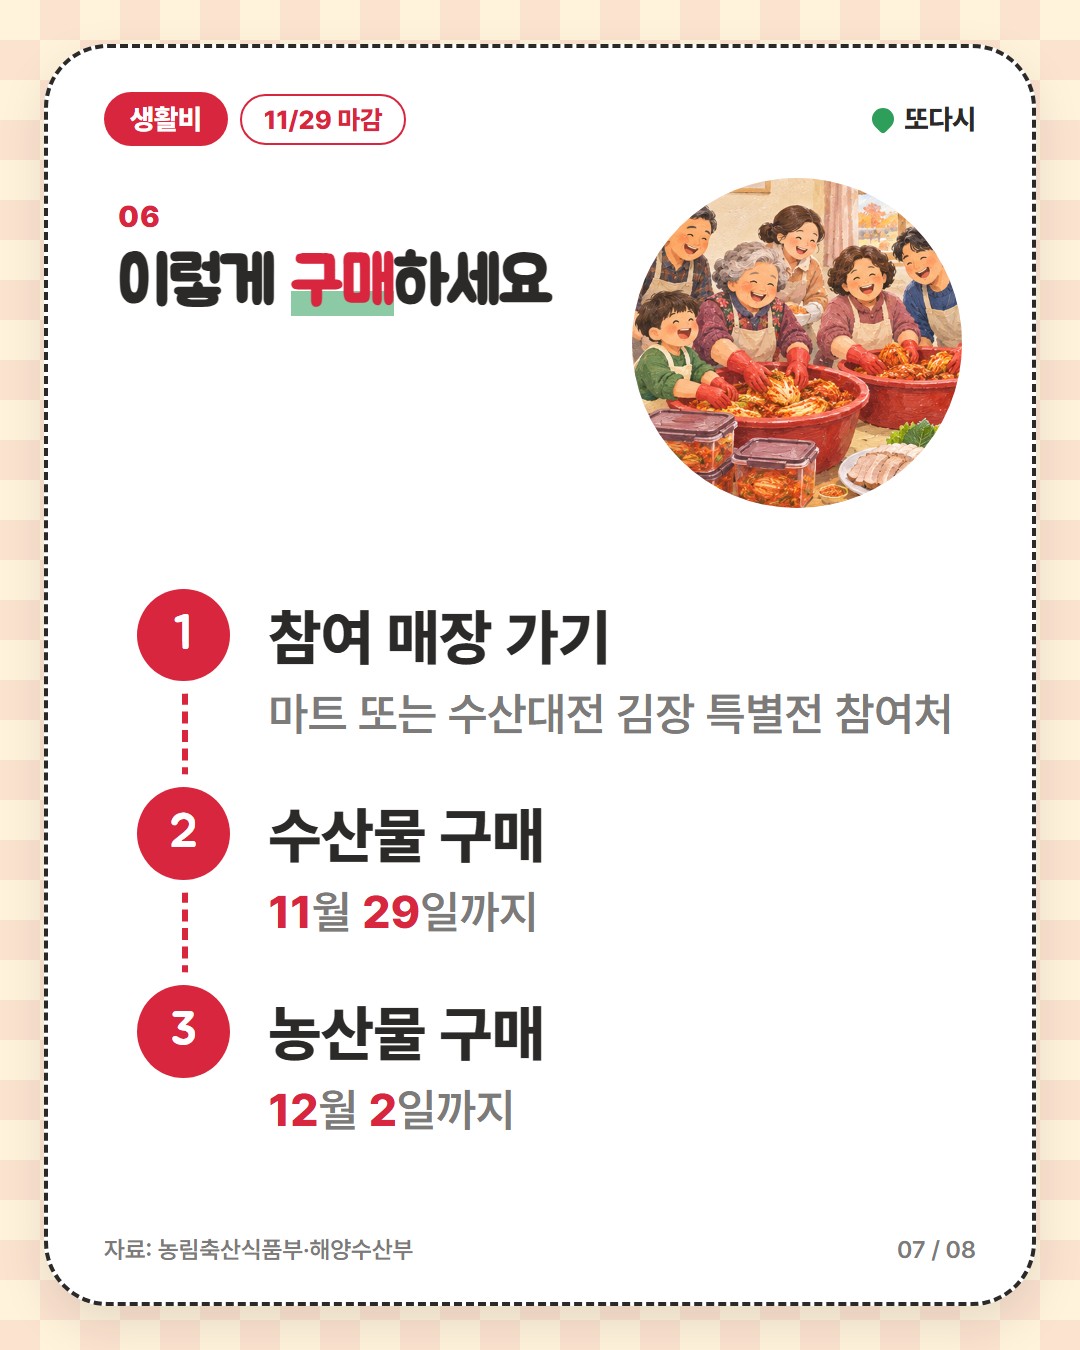 생활비
11/29 마감
또다시
06
이렇게 구매하세요
1
참여 매장 가기
마트 또는 수산대전 김장 특별전 참여처
2
수산물 구매
11월 29일까지
3
농산물 구매
12월 2일까지
자료: 농림축산식품부·해양수산부
07 / 08